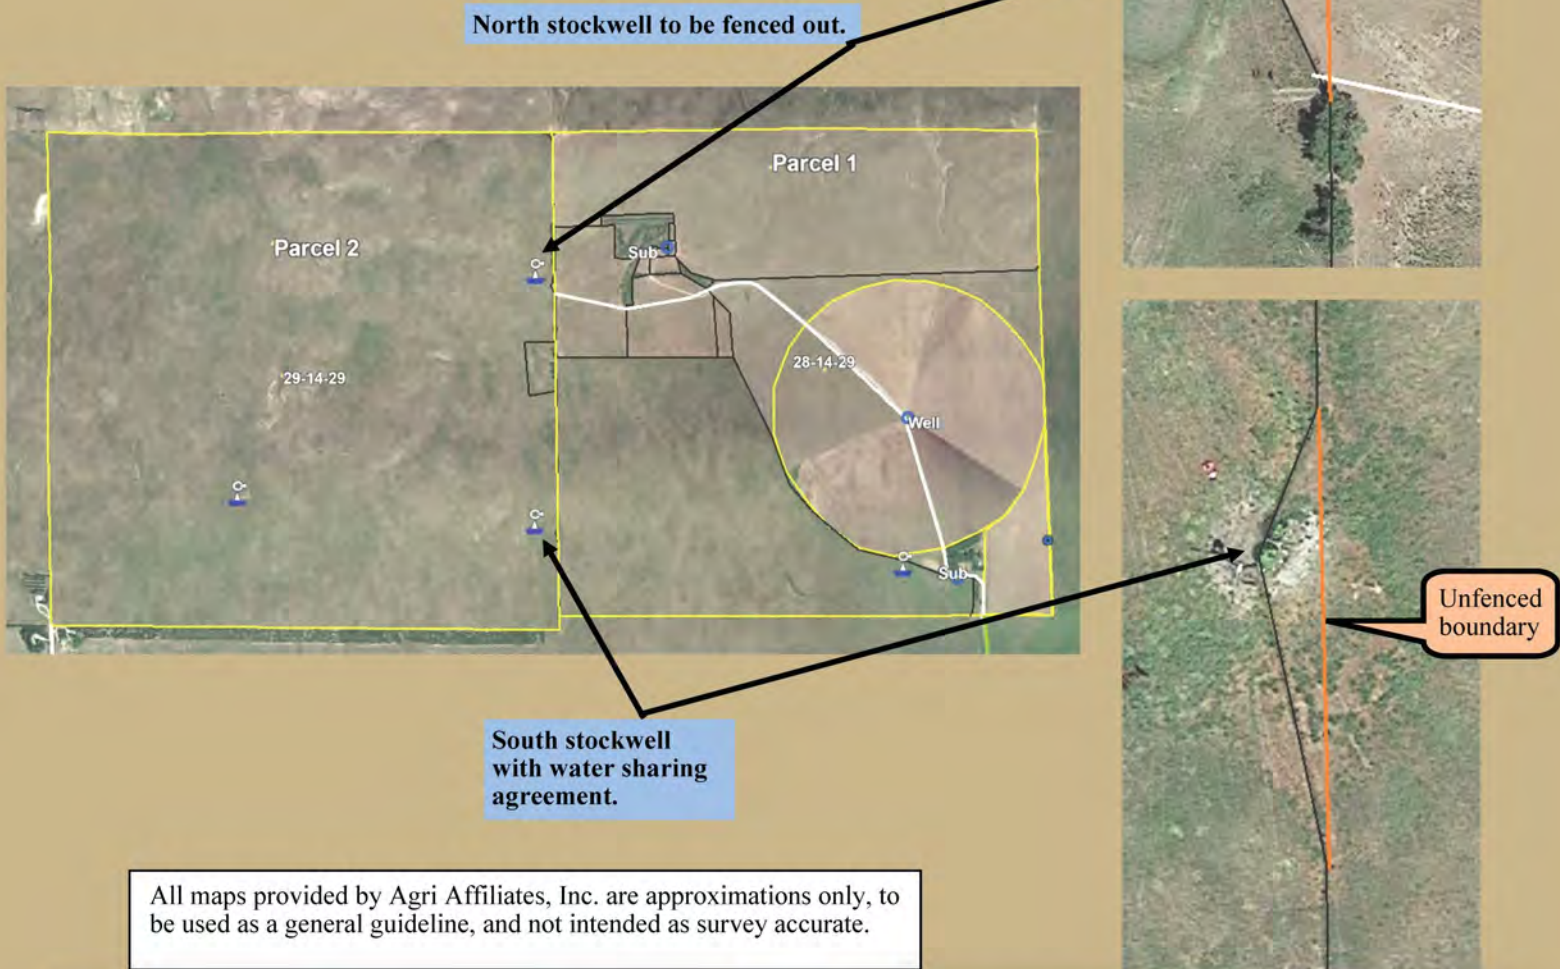 North stockwell to be fenced out.
Parcel 1
Parcel 2
Sub
28-14-29
29-14-29
Well
Sub
Unfenced
boundary
South stockwell
with water sharing
agreement.
All maps provided by Agri Affiliates, Inc. are approximations only, to
be used as a general guideline, and not intended as survey accurate.